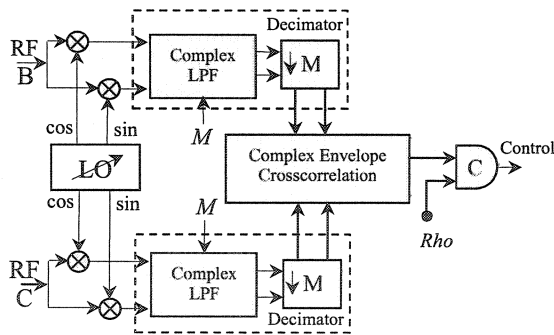 Decimator
RF
B
Complex
LPF
M
cos
sin
M
LO
Complex Envelope
Crosscorrelation
C
Control
Rho
cos
sin
M
RF
C
Complex
LPF
M
Decimator